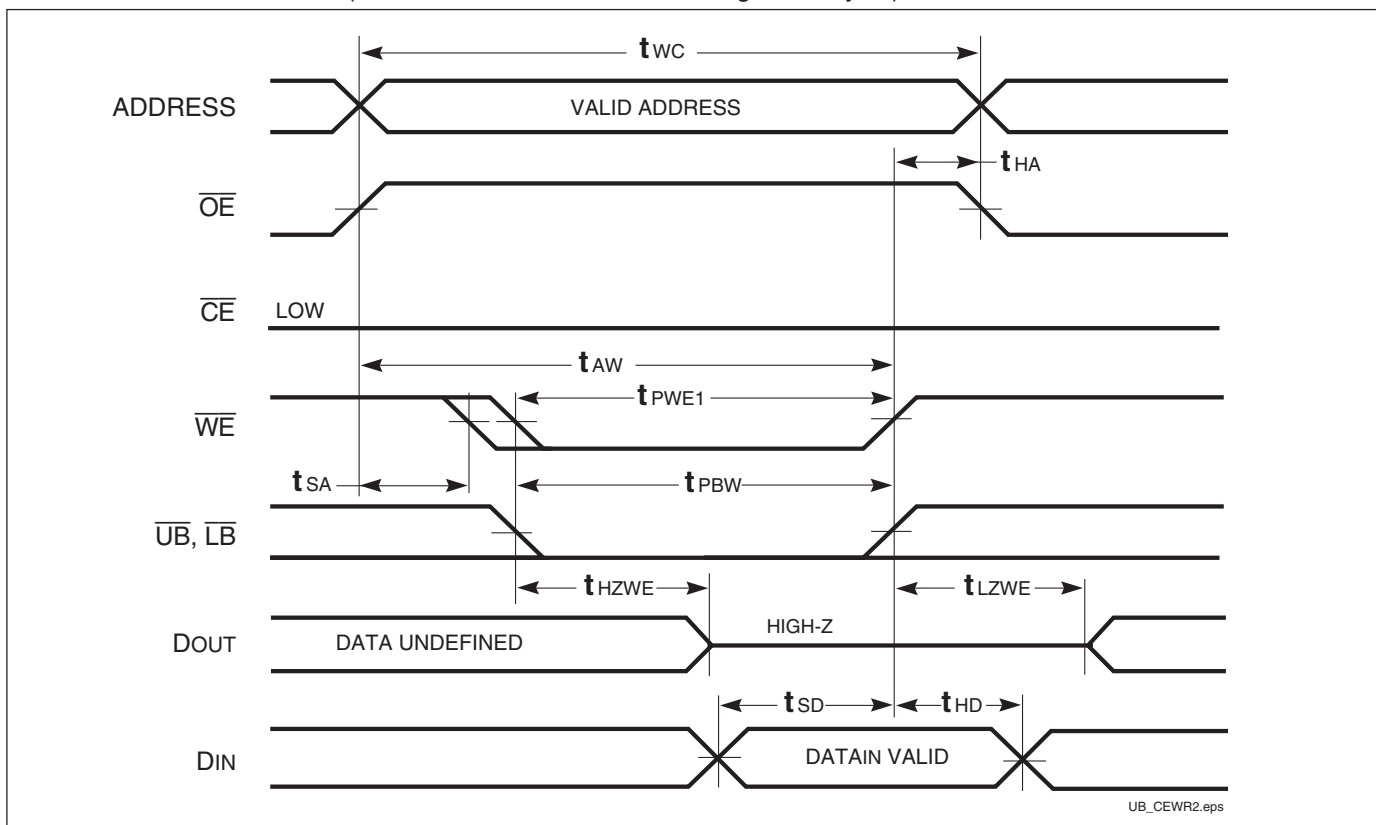 tWC
ADDRESS
VALID ADDRESS
tHA
OE
CE
LOW
tAW
tPWE1
WE
tSA
tPBW
UB, LB
tHZWE
tLZWE
DOUT
DATA UNDEFINED
HIGH-Z
tSD
tHD
DIN
DATAIN VALID
UB_CEWR2.eps